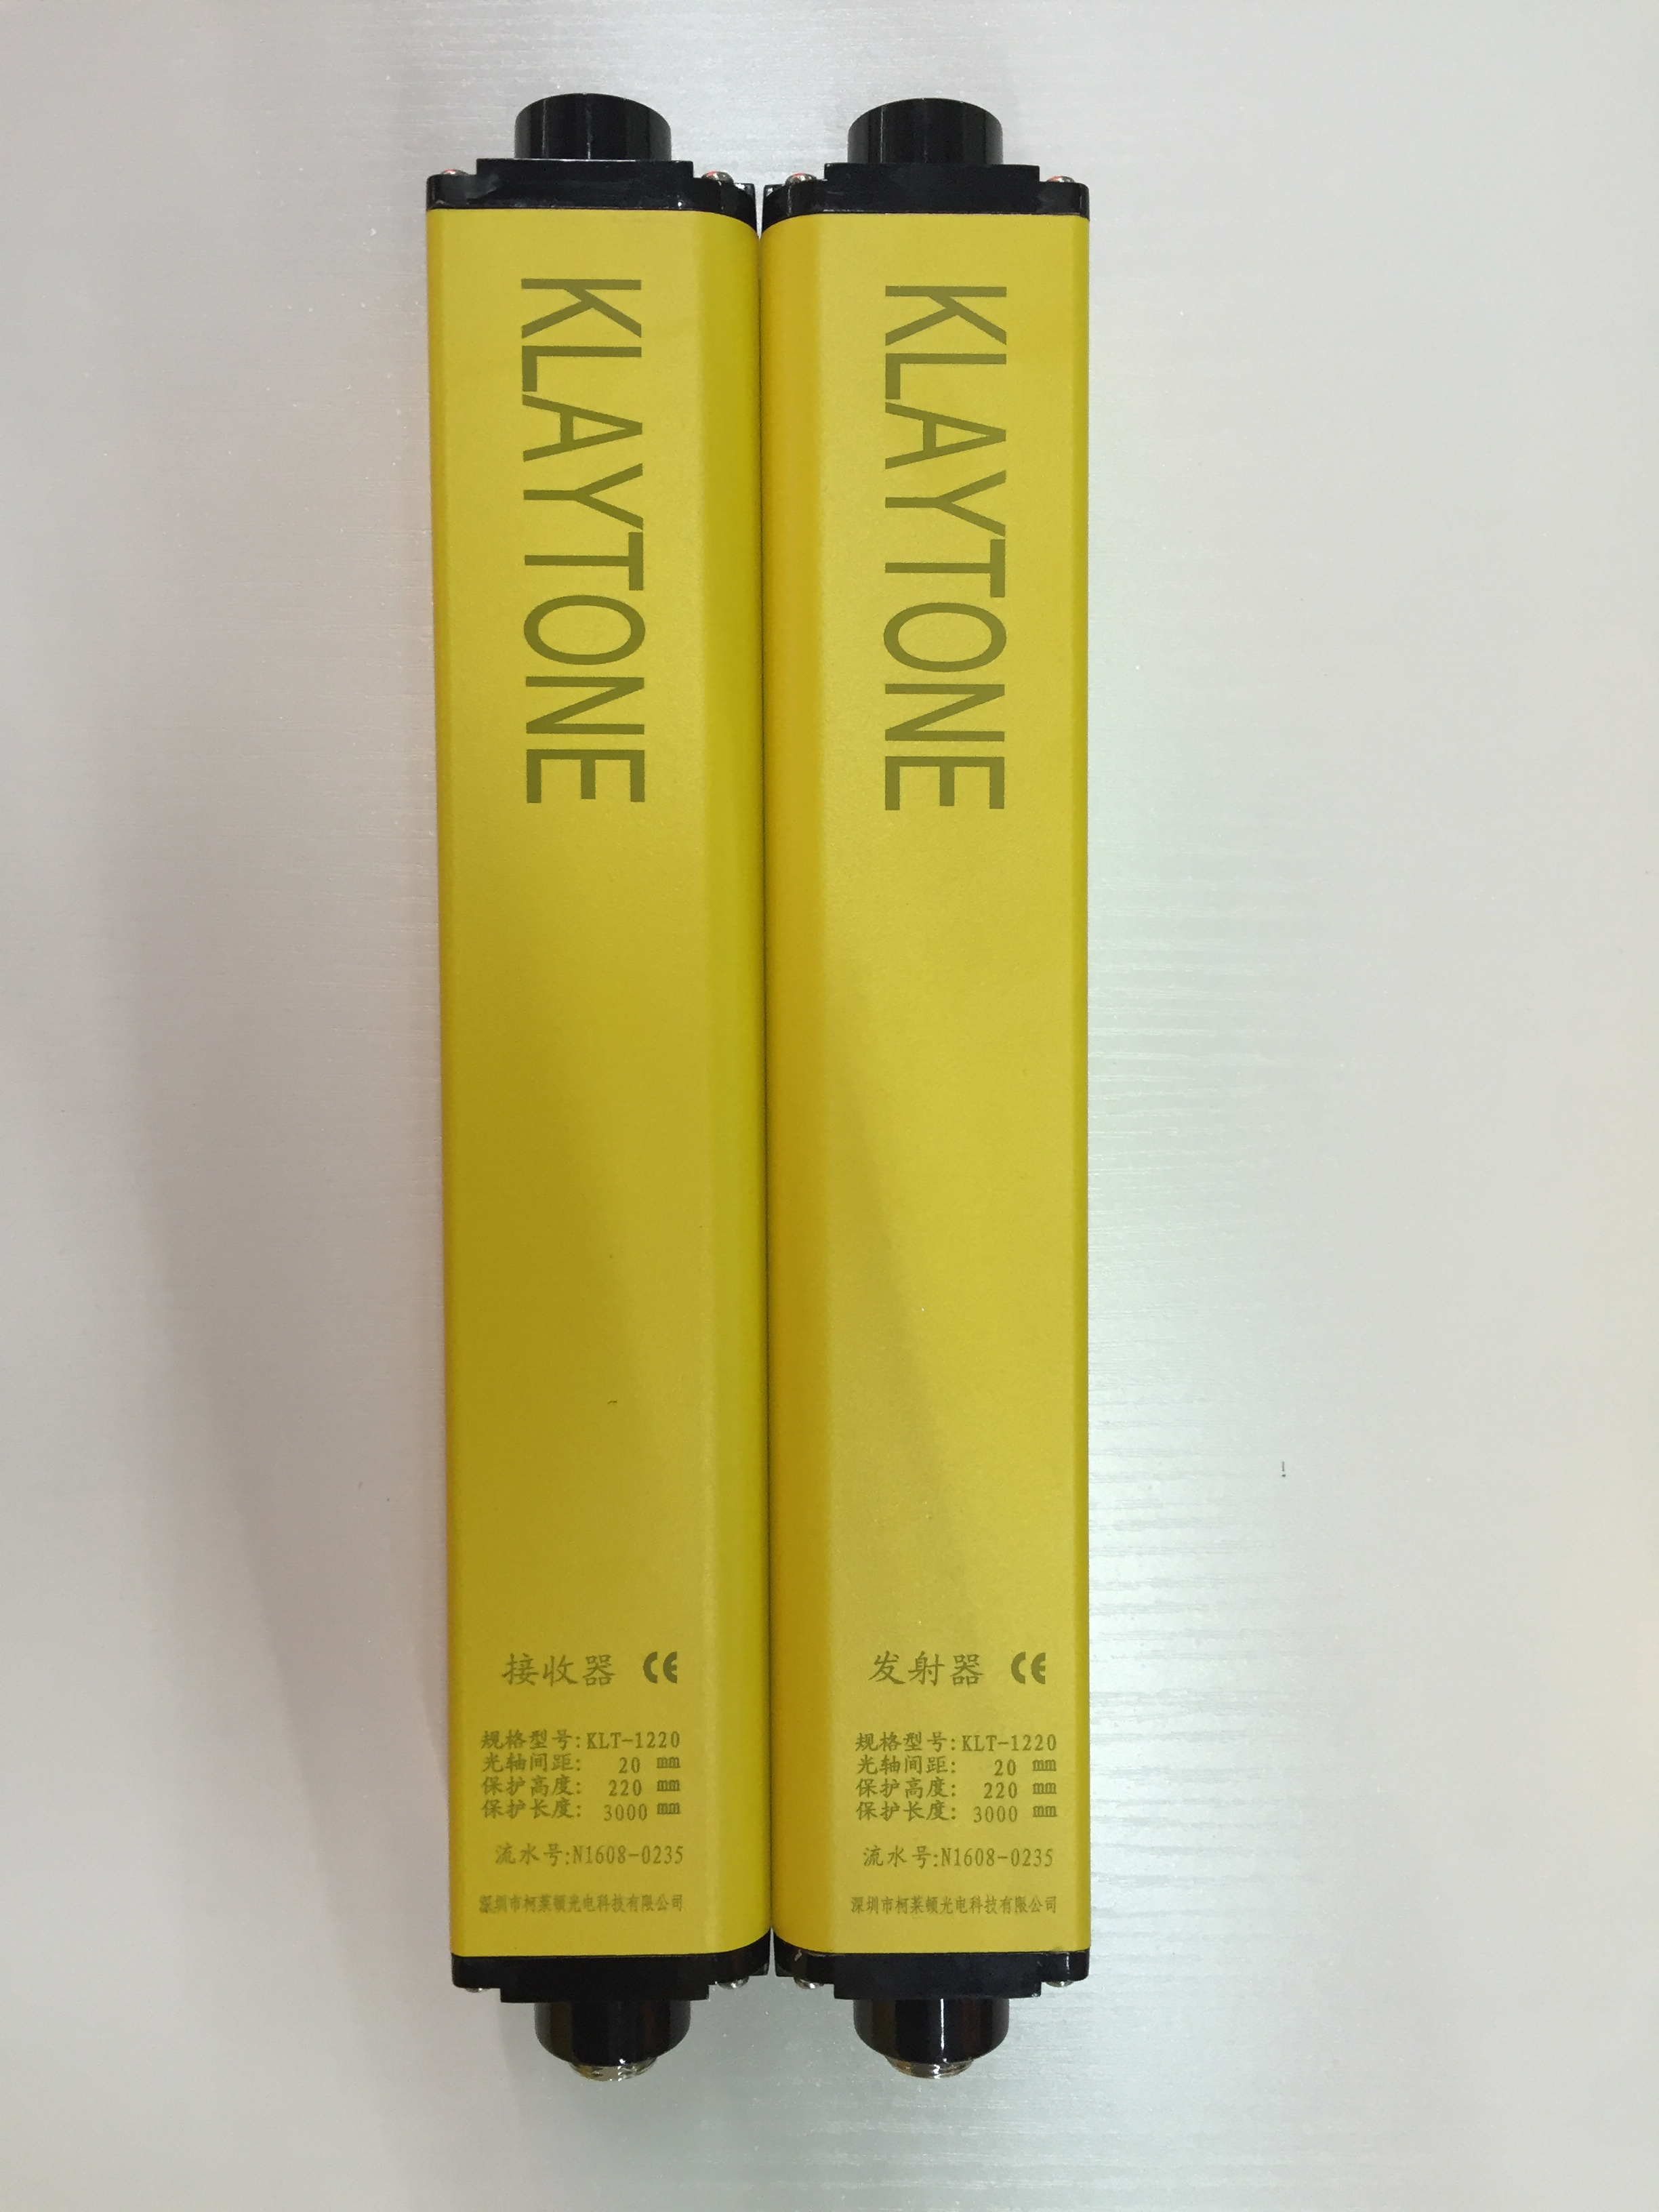 KLAYTONE
接收器 CE
规格型号:KLT-1220
光轴间距: 20 mm
保护高度: 220 mm
保护长度: 3000 mm
流水号:N1608-0235
深圳市柯莱顿光电科技有限公司
KLAYTONE
发射器 CE
规格型号:KLT-1220
光轴间距: 20 mm
保护高度: 220 mm
保护长度: 3000 mm
流水号:N1608-0235
深圳市柯莱顿光电科技有限公司